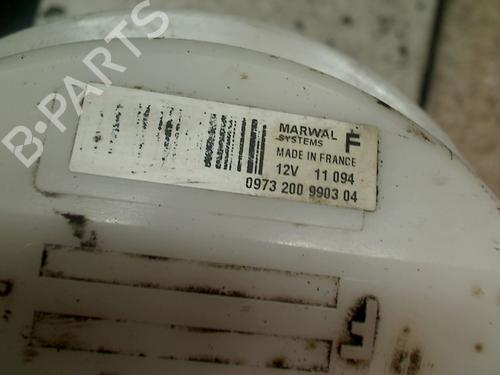 B-PARTS
MARWAL F
SYSTEMS
MADE IN FRANCE
12V 11 094
0973 200 9903 04